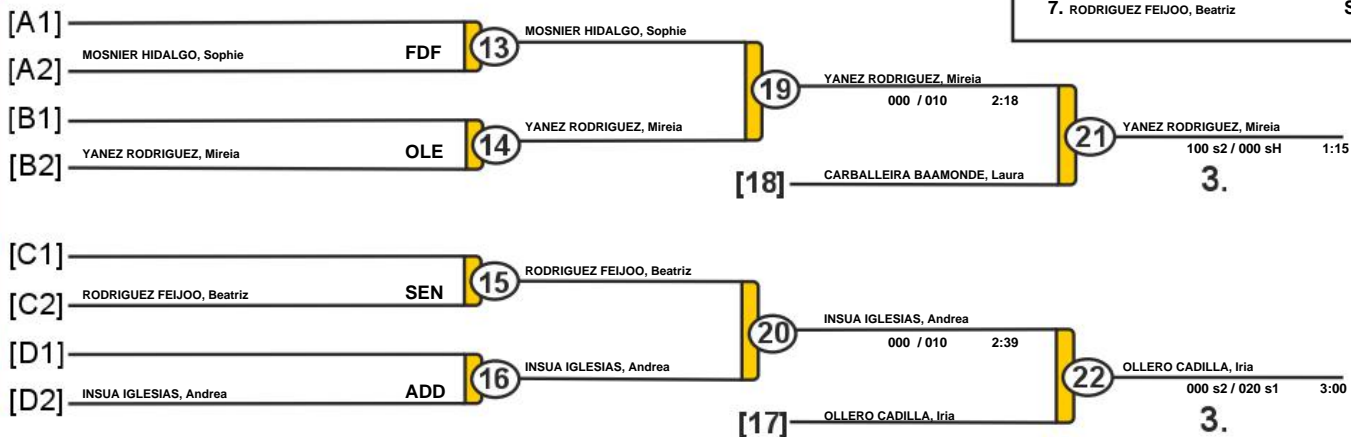 7. RODRIGUEZ FEIJOO, Beatriz S
[A1]
MOSNIER HIDALGO, Sophie FDF
[A2]
13
MOSNIER HIDALGO, Sophie
[B1]
YANEZ RODRIGUEZ, Mireia OLE
[B2]
14
YANEZ RODRIGUEZ, Mireia
19
YANEZ RODRIGUEZ, Mireia
000 / 010 2:18
[18] CARBALLEIRA BAAMONDE, Laura
21
YANEZ RODRIGUEZ, Mireia
100 s2 / 000 sH 1:15
3.
[C1]
RODRIGUEZ FEIJOO, Beatriz SEN
[C2]
15
RODRIGUEZ FEIJOO, Beatriz
[D1]
INSUA IGLESIAS, Andrea ADD
[D2]
16
INSUA IGLESIAS, Andrea
20
INSUA IGLESIAS, Andrea
000 / 010 2:39
[17] OLLERO CADILLA, Iria
22
OLLERO CADILLA, Iria
000 s2 / 020 s1 3:00
3.